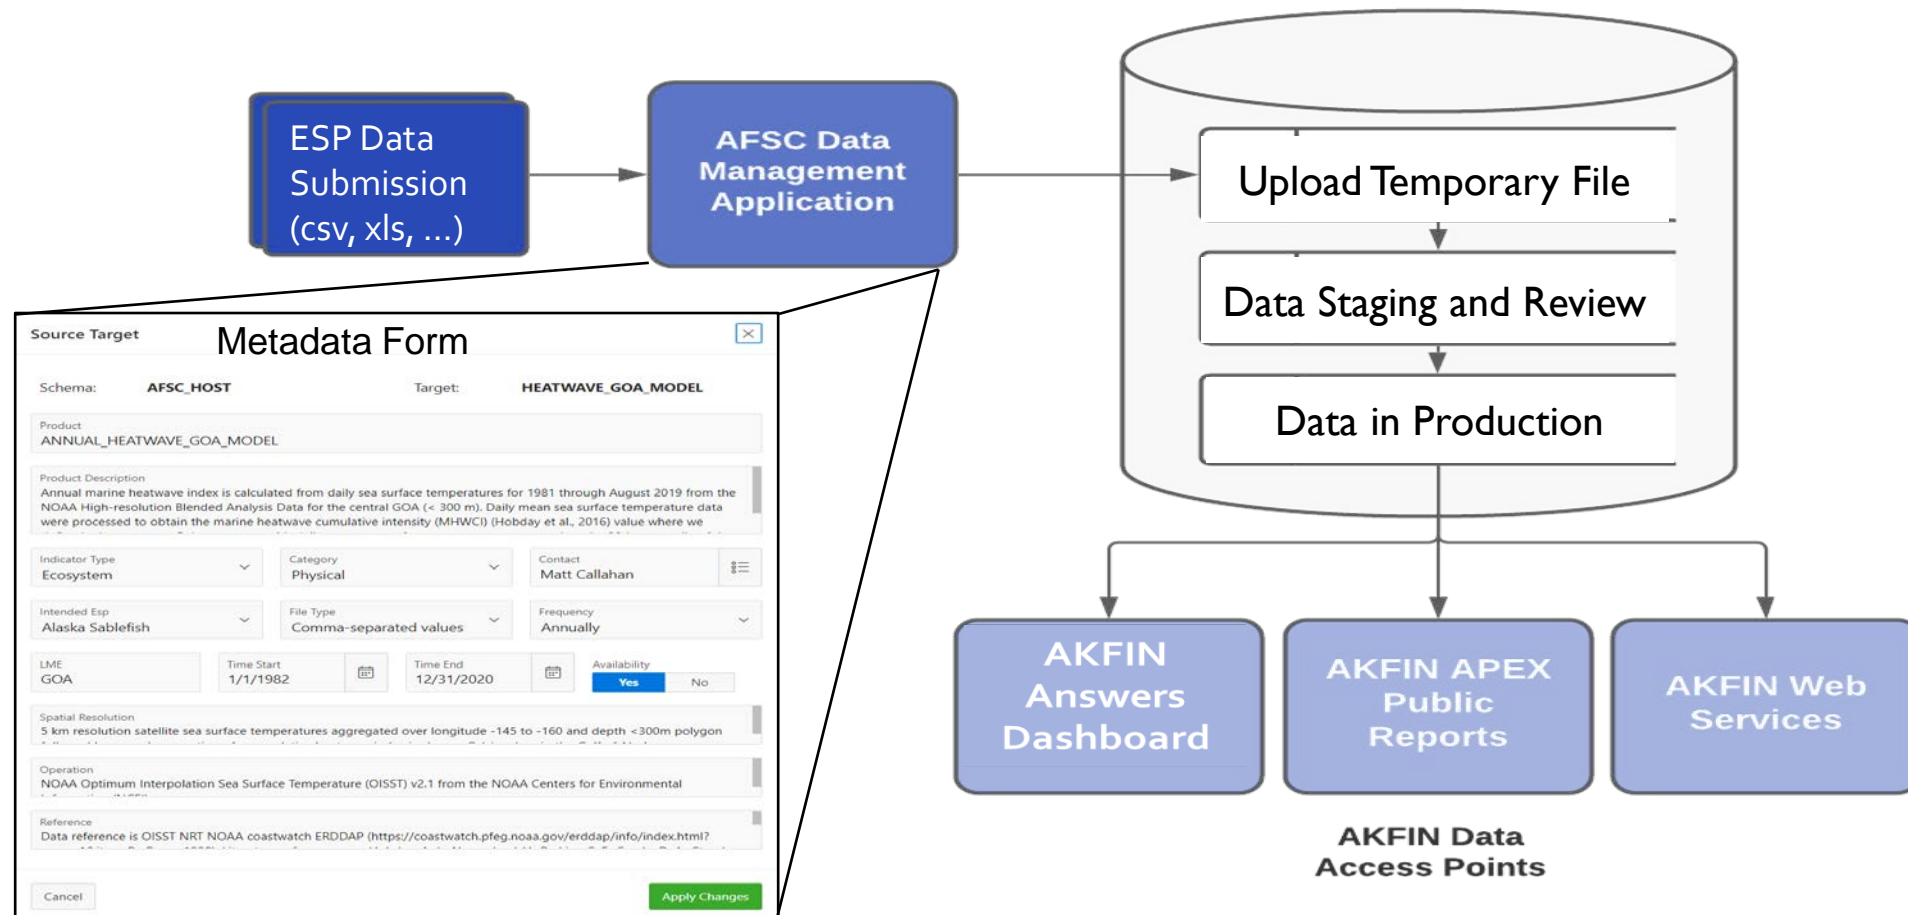 ESP Data
Submission
(csv, xls, ...)
AFSC Data
Management
Application
Upload Temporary File
Data Staging and Review
Data in Production
AKFIN
Answers
Dashboard
AKFIN APEX
Public
Reports
AKFIN Web
Services
AKFIN Data
Access Points
Source Target
Metadata Form
Schema: AFSC_HOST Target: HEATWAVE_GOA_MODEL
Product
ANNUAL_HEATWAVE_GOA_MODEL
Product Description
Annual marine heatwave index is calculated from daily sea surface temperatures for 1981 through August 2019 from the
NOAA High-resolution Blended Analysis Data for the central GOA (< 300 m). Daily mean sea surface temperature data
were processed to obtain the marine heatwave cumulative intensity (MHWCI) (Hobday et al., 2016) value where we
Indicator Type Category Contact
Ecosystem Physical Matt Callahan
Intended Esp File Type Frequency
Alaska Sablefish Comma-separated values Annually
LME Time Start Time End Availability
GOA 1/1/1982 12/31/2020 Yes No
Spatial Resolution
5 km resolution satellite sea surface temperatures aggregated over longitude -145 to -160 and depth <300m polygon
Operation
NOAA Optimum Interpolation Sea Surface Temperature (OISST) v2.1 from the NOAA Centers for Environmental
Reference
Data reference is OISST NRT NOAA coastwatch ERDDAP (https://coastwatch.pfeg.noaa.gov/erddap/info/index.html?
Cancel Apply Changes